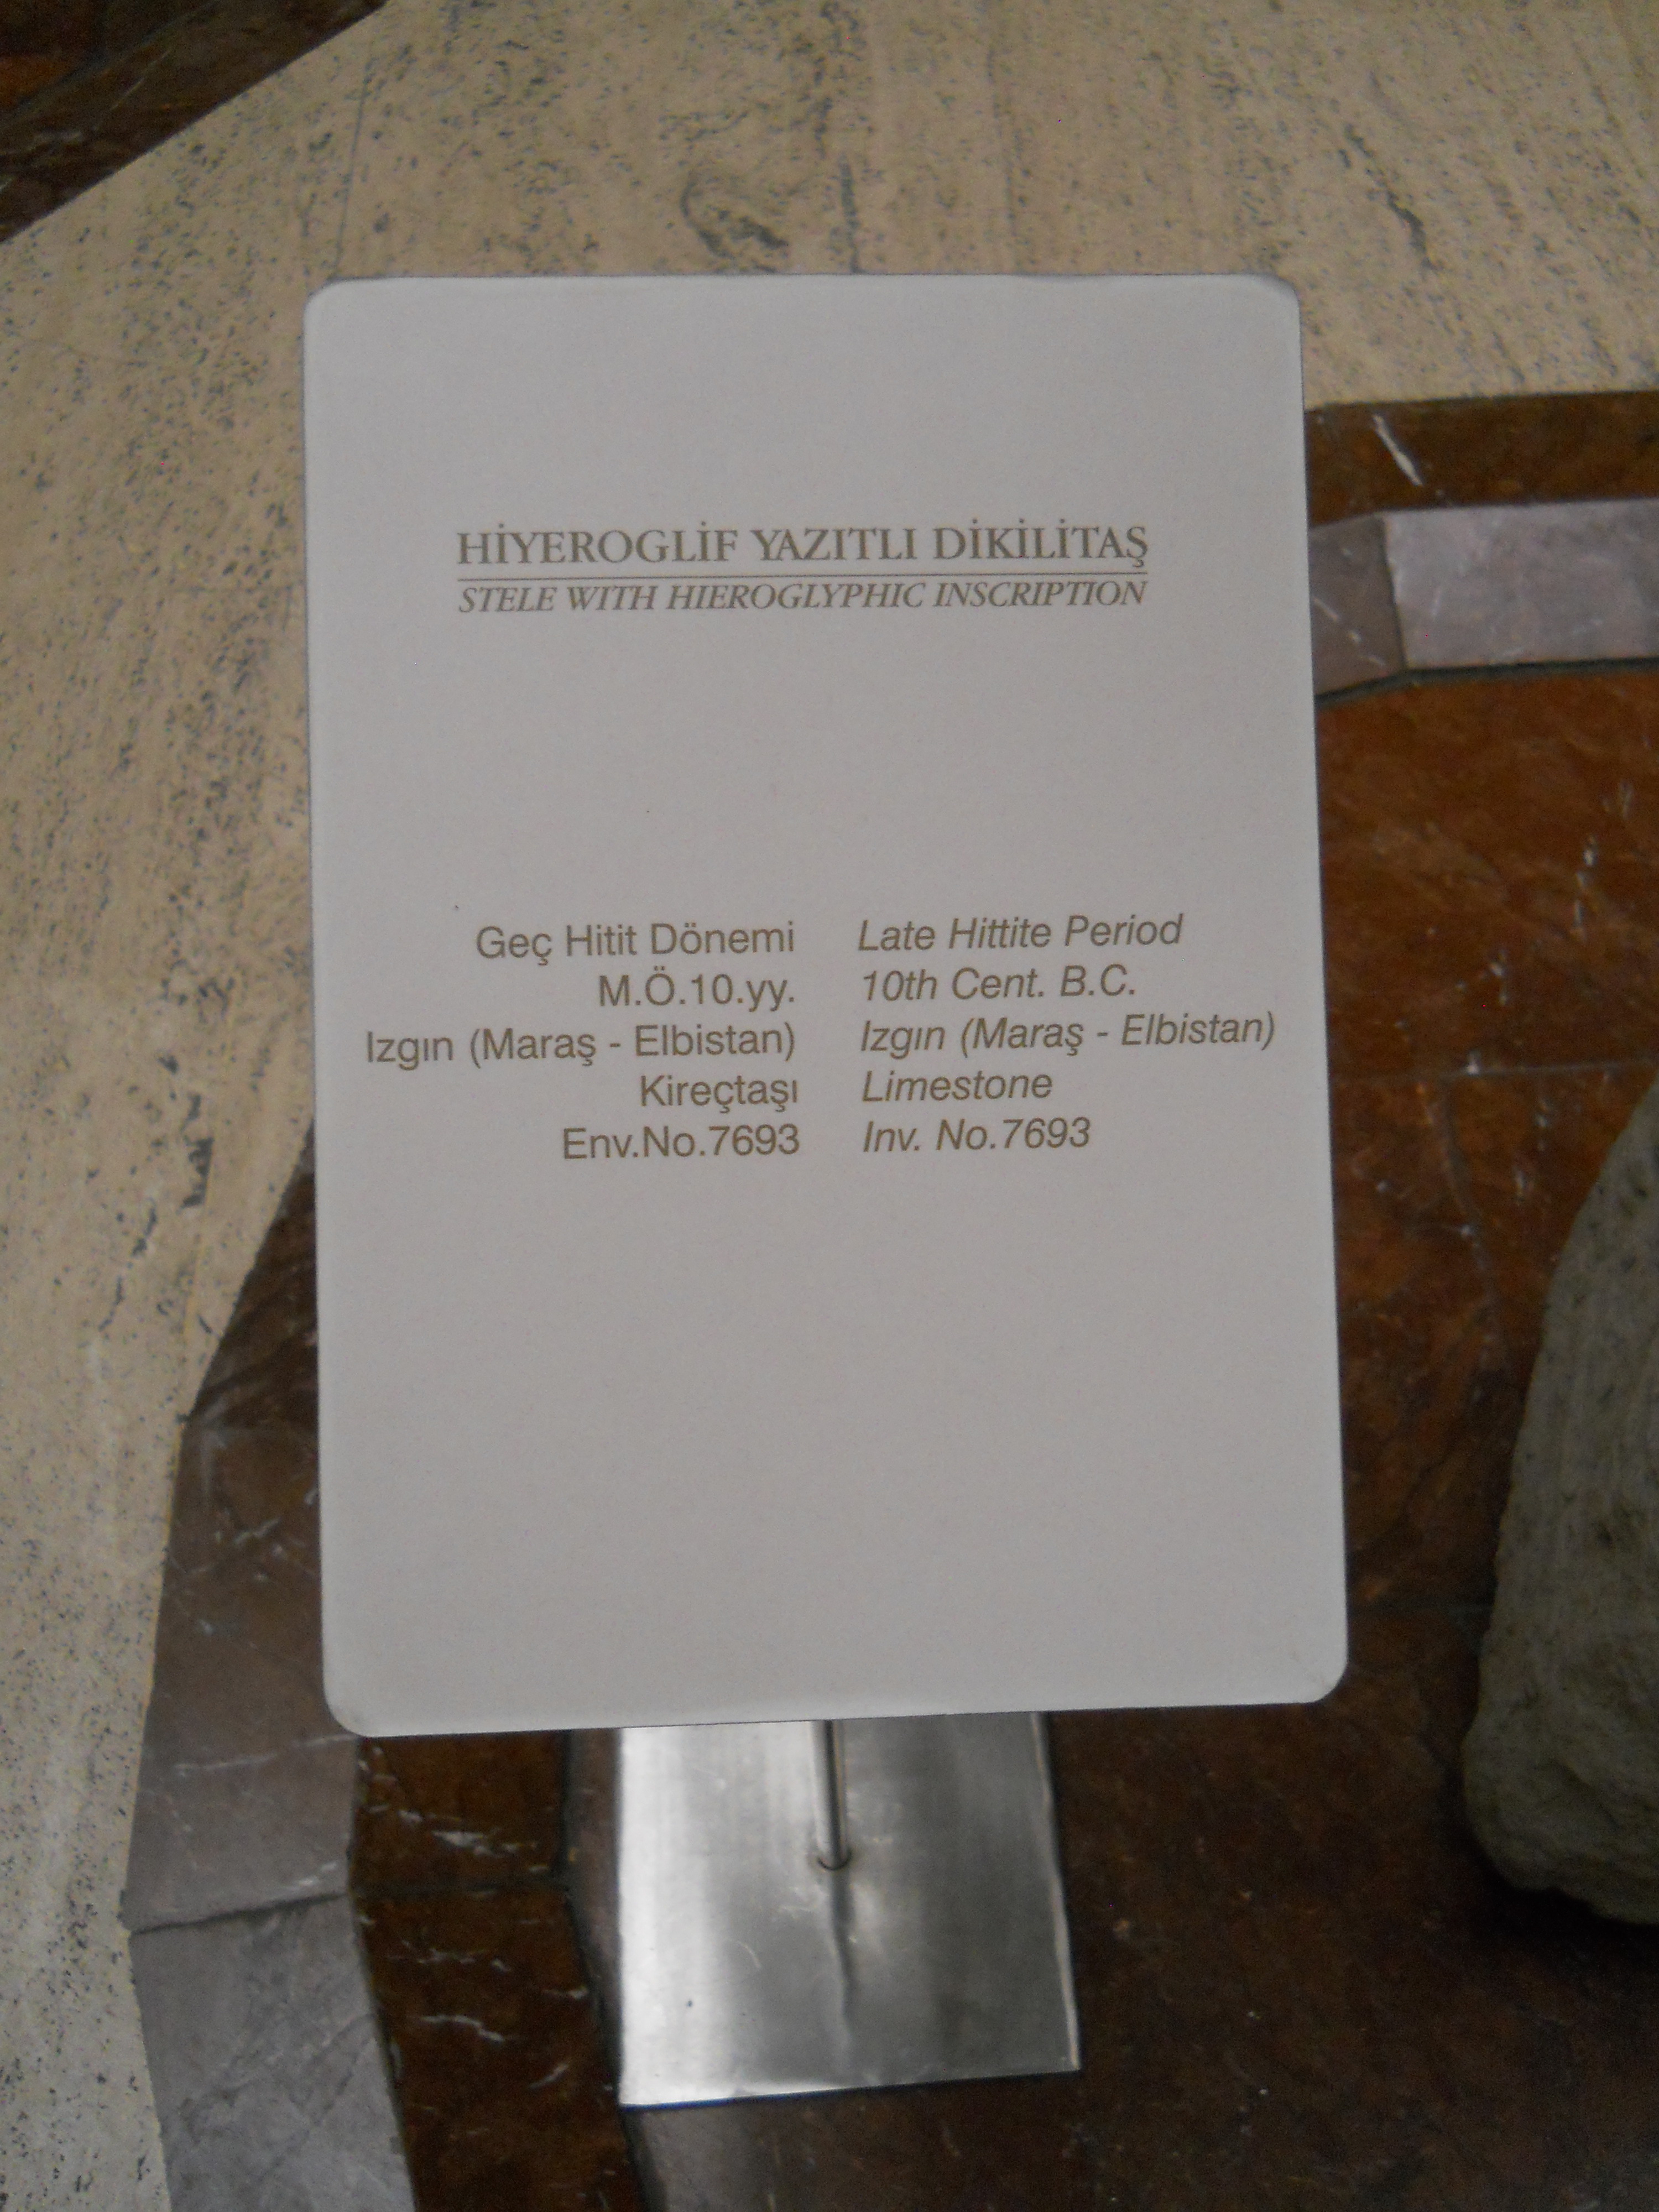 HİYEROGLİF YAZITLI DİKİLİTAŞ
STELE WITH HIEROGLYPHIC INSCRIPTION
Geç Hitit Dönemi
M.Ö.10.yy.
Izgın (Maraş - Elbistan)
Kireçtaşı
Env.No.7693
Late Hittite Period
10th Cent. B.C.
Izgın (Maraş - Elbistan)
Limestone
Inv. No.7693